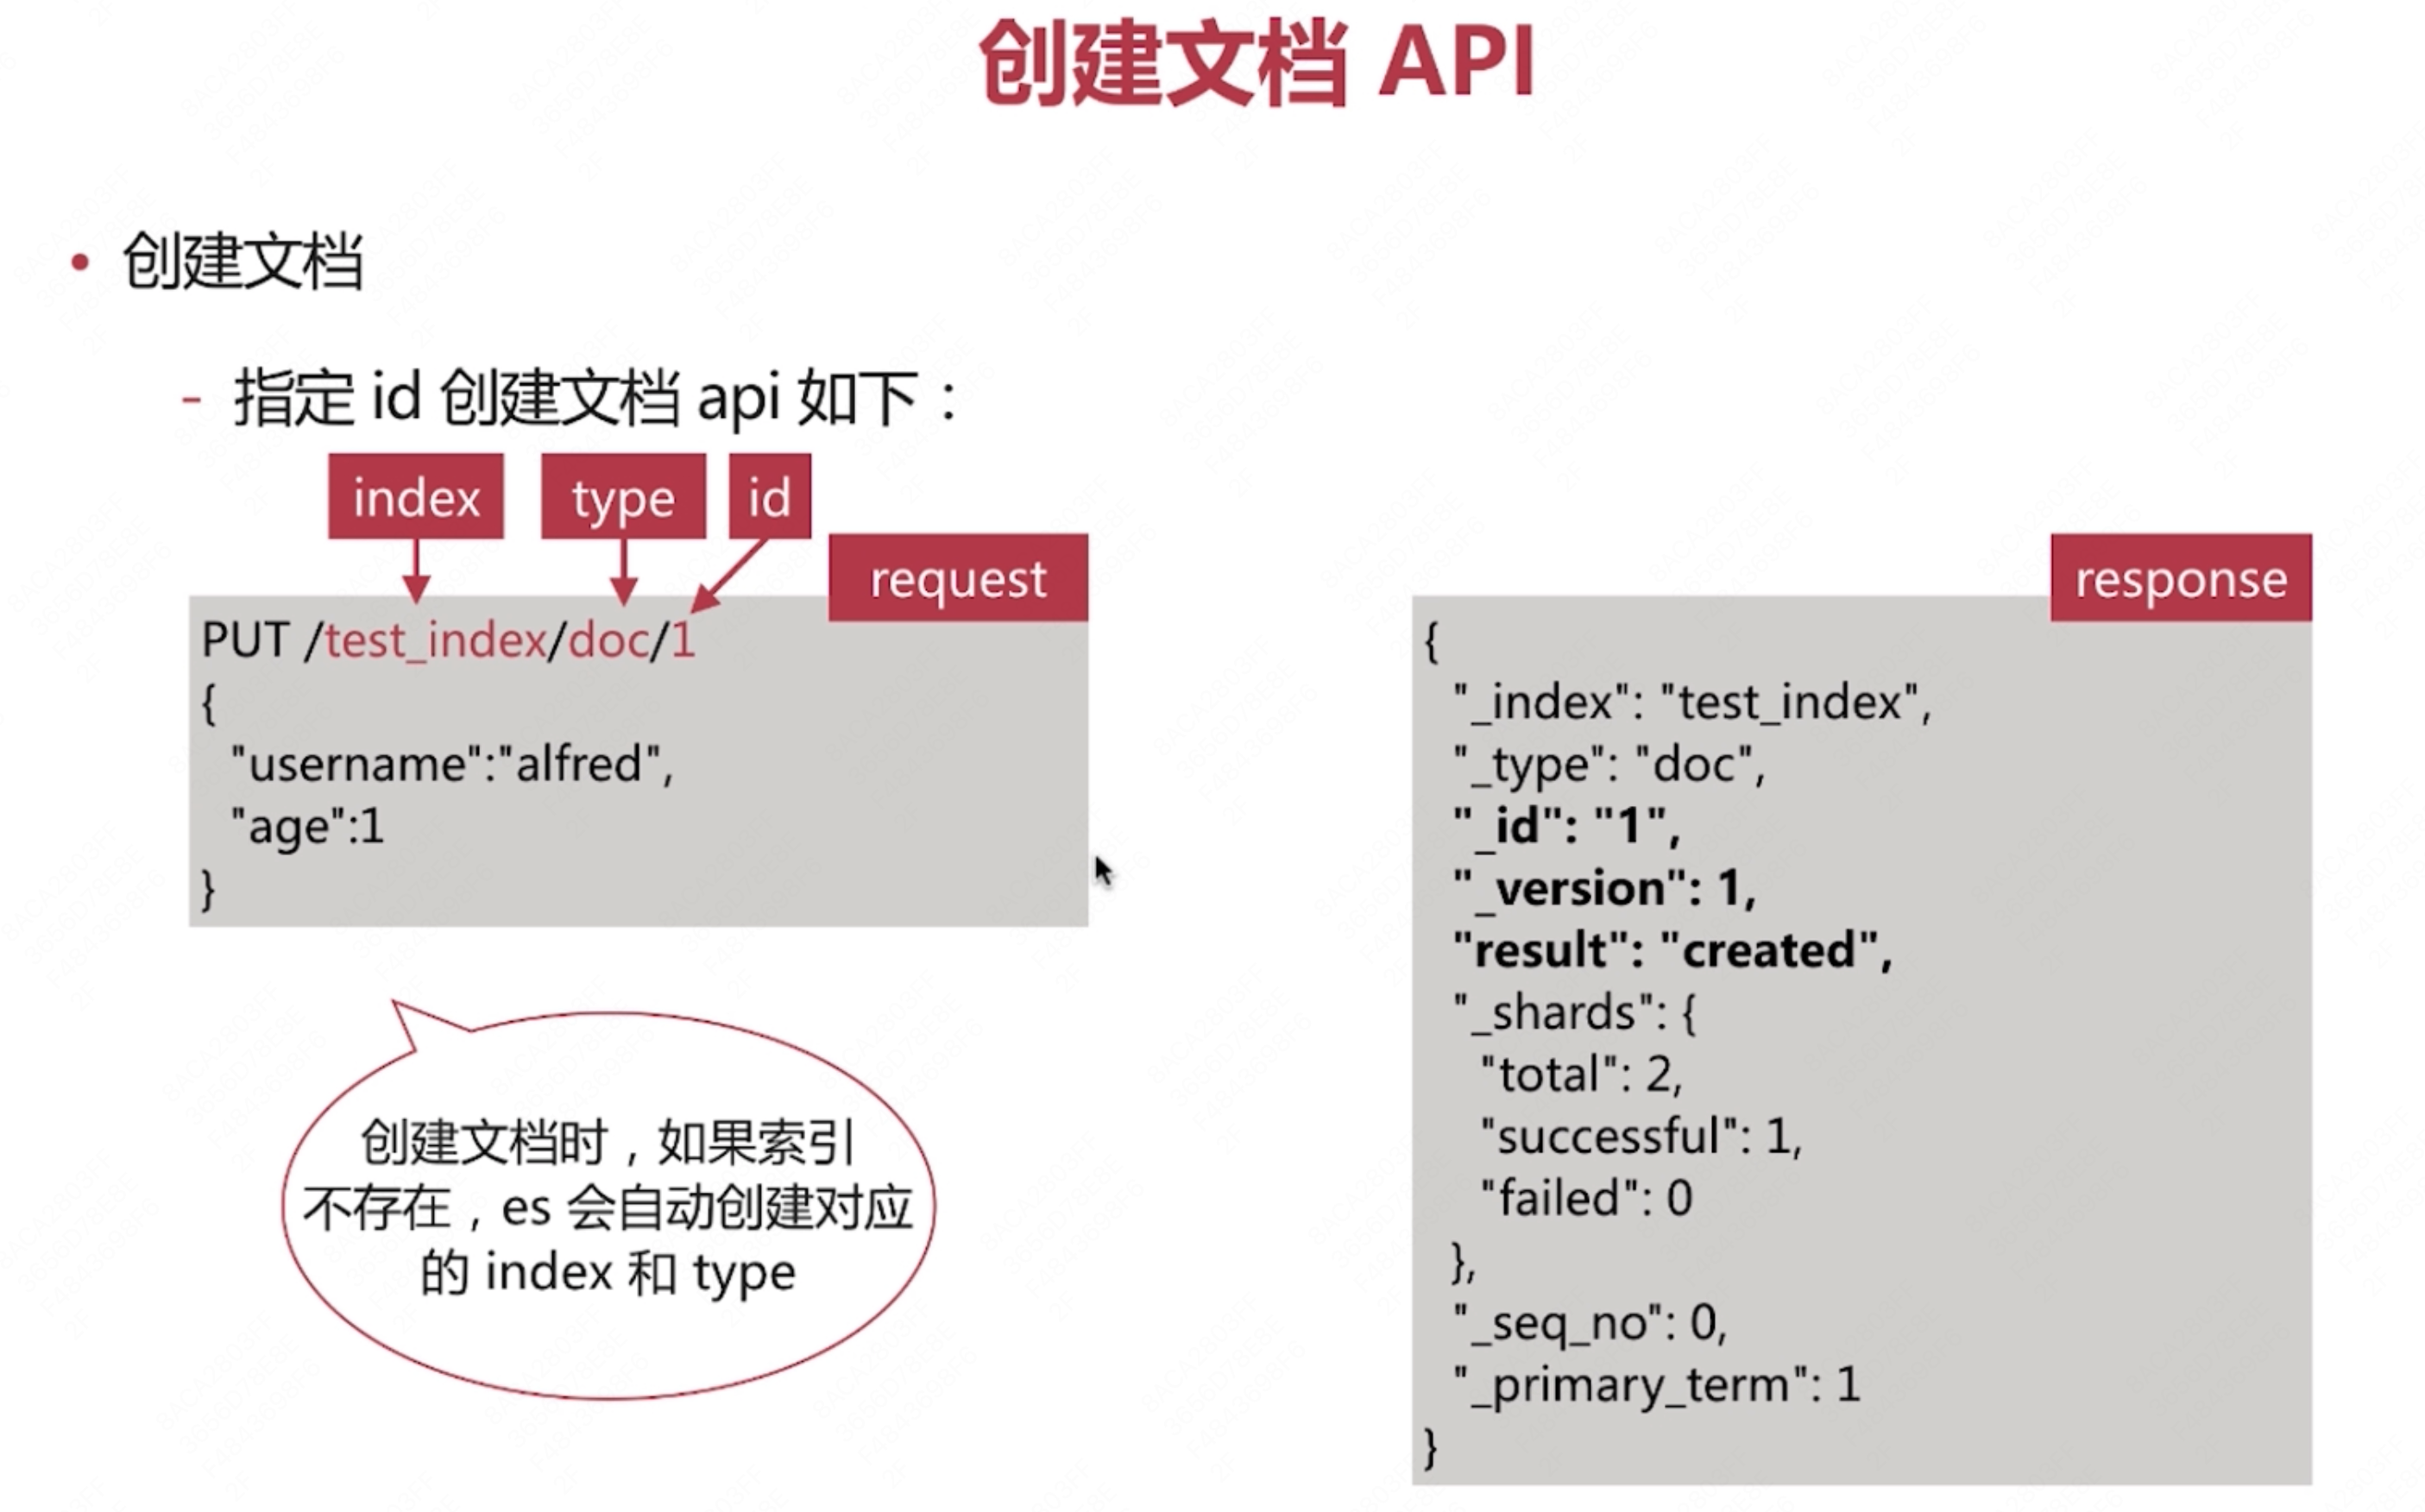 创建文档 API
• 创建文档
- 指定 id 创建文档 api 如下：
index
type
id
request
PUT /test_index/doc/1
{
"username":"alfred",
"age":1
}
创建文档时，如果索引
不存在，es 会自动创建对应
的 index 和 type
response
{
"_index": "test_index",
"_type": "doc",
"_id": "1",
"_version": 1,
"result": "created",
"_shards": {
"total": 2,
"successful": 1,
"failed": 0
},
"_seq_no": 0,
"_primary_term": 1
}